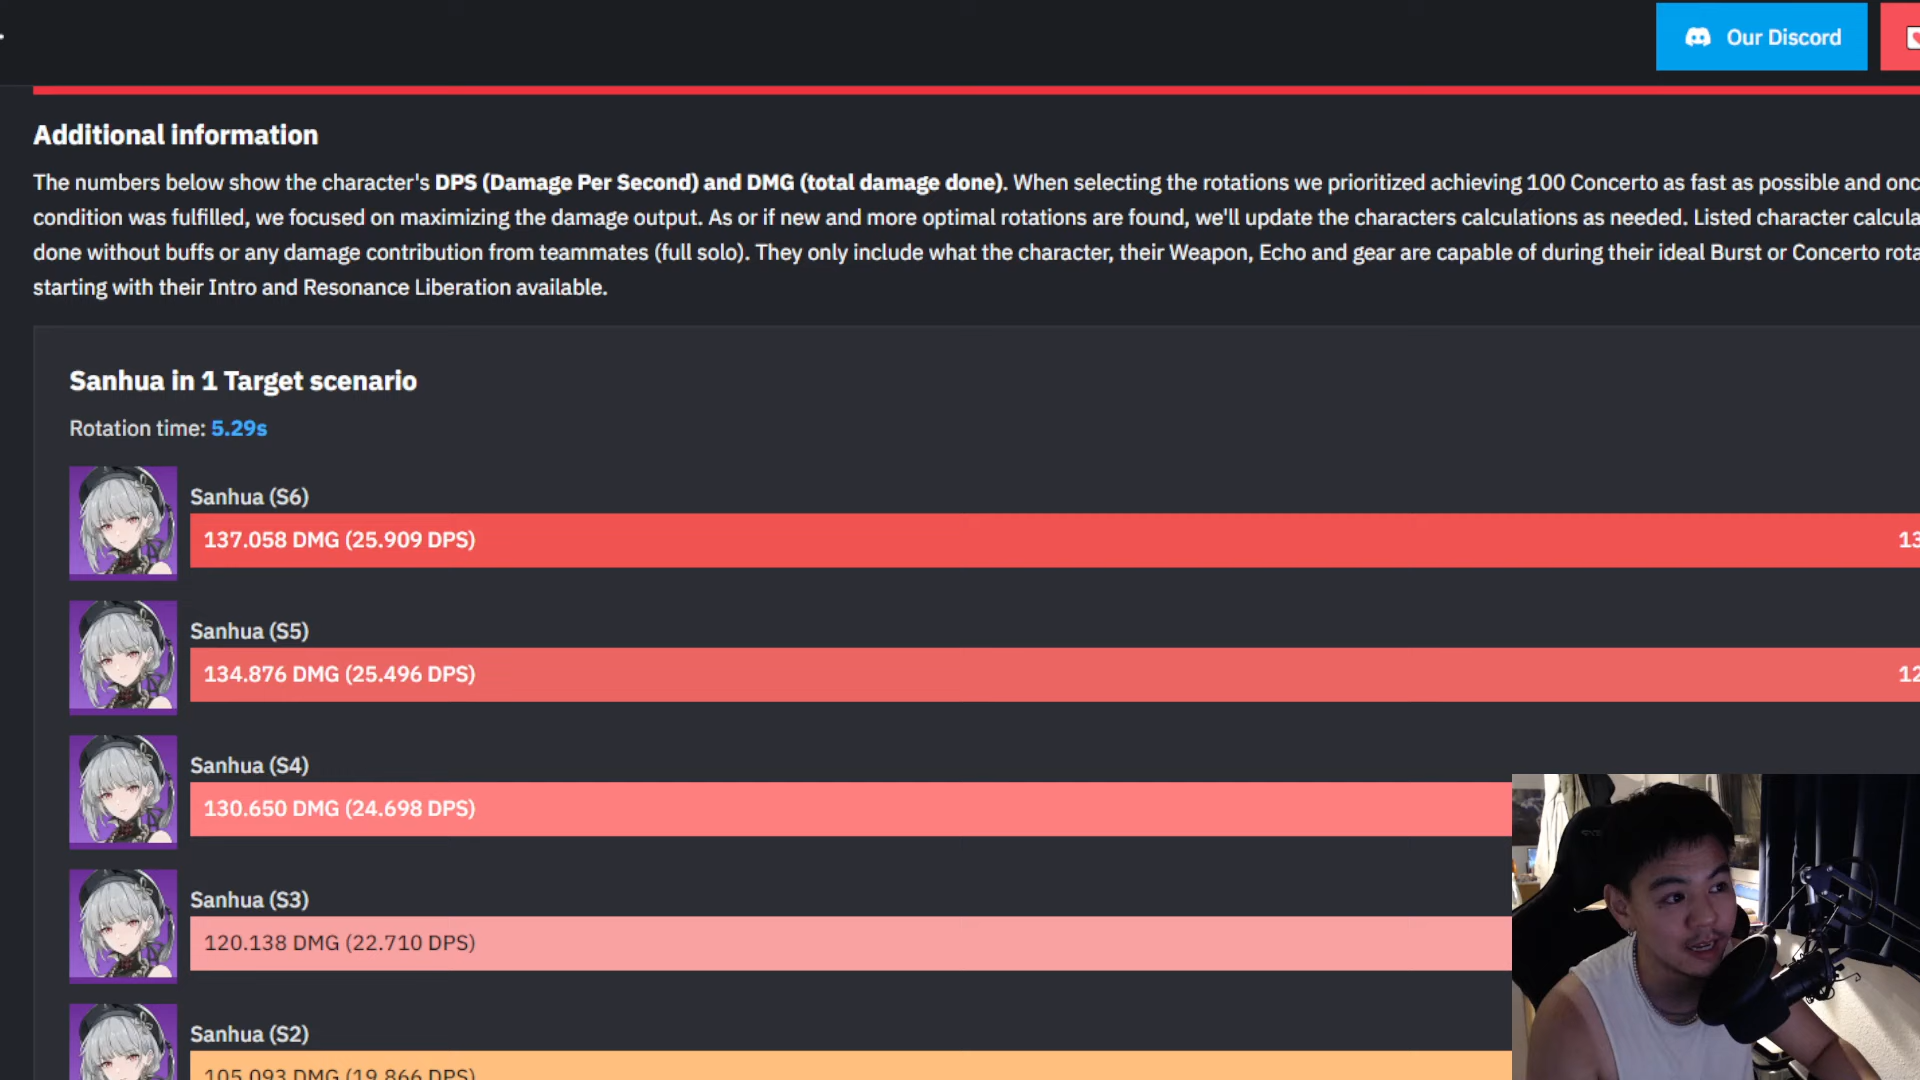 Our Discord
Additional information
The numbers below show the character's DPS (Damage Per Second) and DMG (total damage done). When selecting the rotations we prioritized achieving 100 Concerto as fast as possible and
condition was fulfilled, we focused on maximizing the damage output. As or if new and more optimal rotations are found, we'll update the characters calculations as needed. Listed character
done without buffs or any damage contribution from teammates (full solo). They only include what the character, their Weapon, Echo and gear are capable of during their ideal Burst or Concerto
starting with their Intro and Resonance Liberation available.
Sanhua in 1 Target scenario
Rotation time: 5.29s
Sanhua (S6)
137.058 DMG (25.909 DPS)
Sanhua (S5)
134.876 DMG (25.496 DPS)
Sanhua (S4)
130.650 DMG (24.698 DPS)
Sanhua (S3)
120.138 DMG (22.710 DPS)
Sanhua (S2)
105.093 DMG (19.866 DPS)